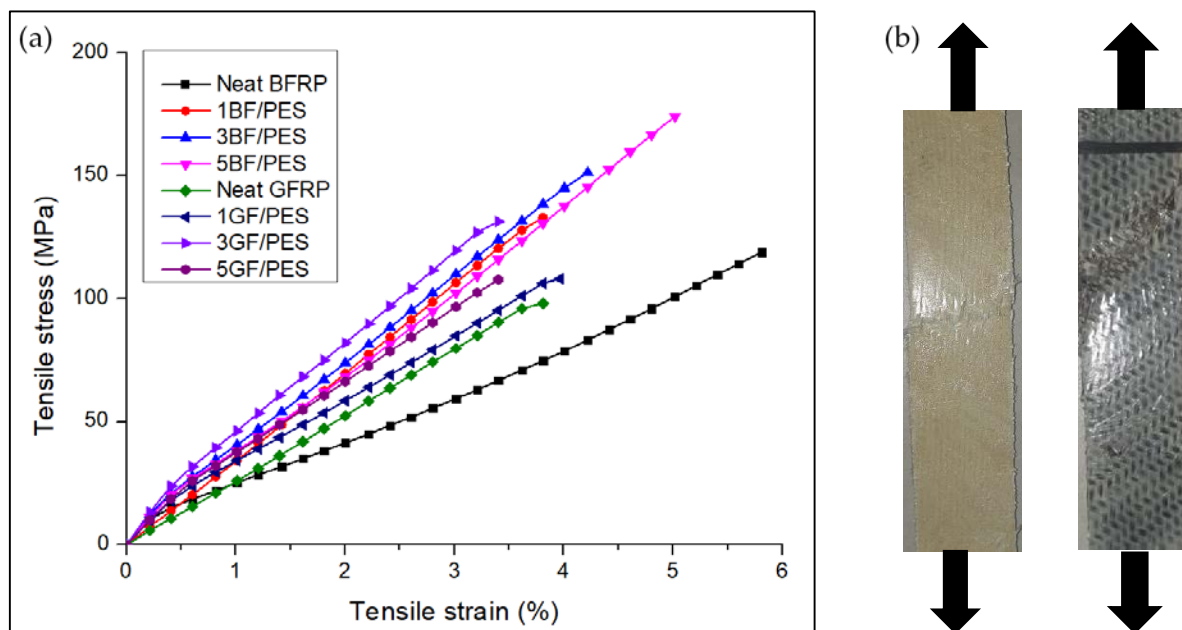 (a)
200
150
100
50
0
Tensile stress (MPa)
Neat BFRP
1BF/PES
3BF/PES
5BF/PES
Neat GFRP
1GF/PES
3GF/PES
5GF/PES
0 1 2 3 4 5 6
Tensile strain (%)
(b)